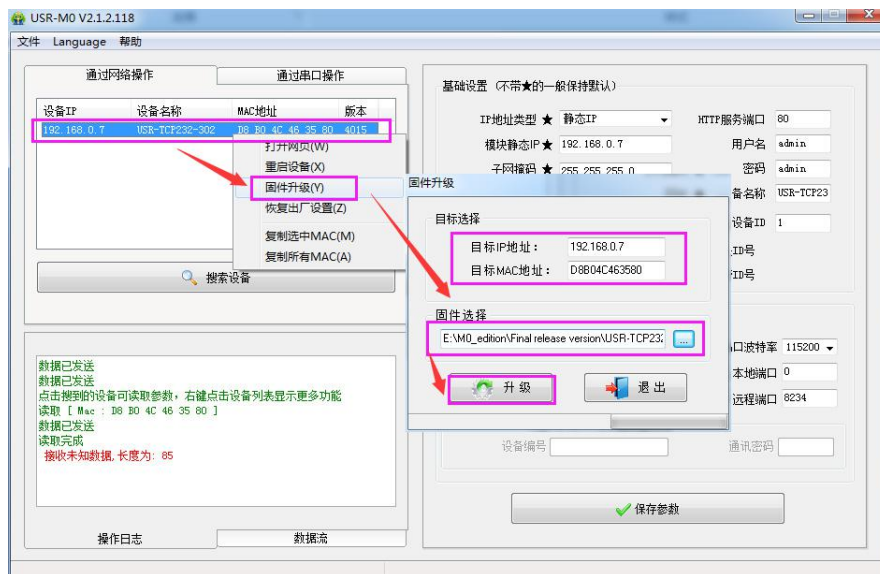 USR-M0 V2.1.2.118
文件 Language 帮助
通过网络操作 通过串口操作
设备IP 设备名称 MAC地址 版本
192.168.0.7 USR-TCP232-302 D8 B0 4C 46 35 80 4015
打开网页(W)
重启设备(X)
固件升级(Y)
恢复出厂设置(Z)
复制选中MAC(M)
复制所有MAC(A)
搜索设备
数据已发送
数据已发送
点击搜到的设备可读取参数，右键点击设备列表显示更多功能
读取 [ Mac : D8 B0 4C 46 35 80 ]
数据已发送
读取完成
接收未知数据,长度为: 85
操作日志 数据流
基础设置 (不带★的一般保持默认)
IP地址类型 ★ 静态IP HTTP服务端口 80
模块静态IP ★ 192.168.0.7 用户名 admin
子网掩码 ★ 255.255.255.0 密码 admin
备名称 USR-TCP23
设备ID 1
ID号
ID号
固件升级
目标选择
目标IP地址： 192.168.0.7
目标MAC地址： D8B04C463580
固件选择
E:\M0_edition\Final release version\USR-TCP23 ...
升 级 退 出
口波特率 115200
本地端口 0
远程端口 8234
设备编号 通讯密码
保存参数